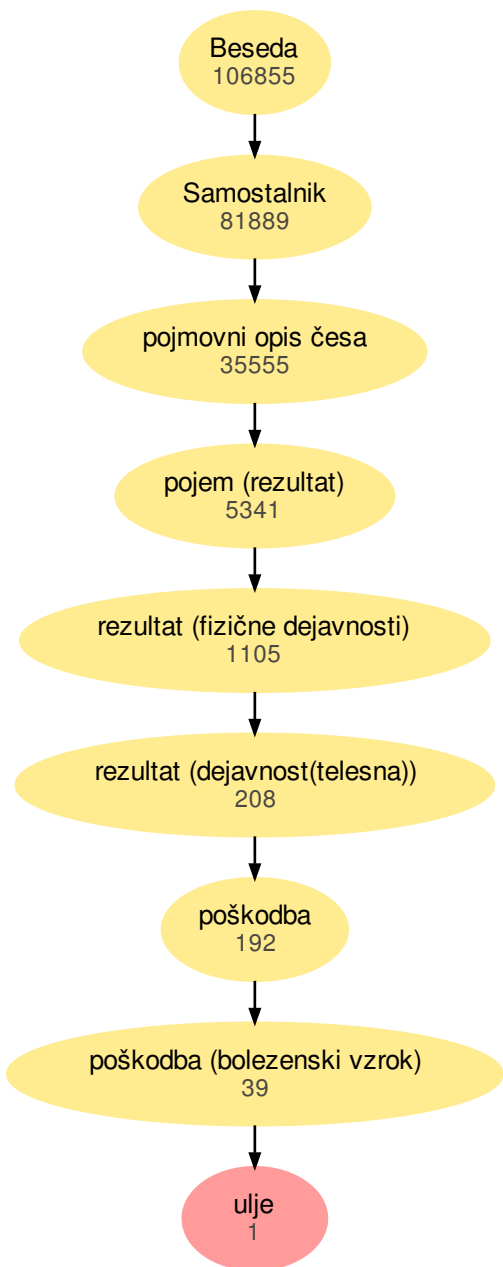 Beseda
106855
Samostalnik
81889
pojmovni opis česa
35555
pojem (rezultat)
5341
rezultat (fizične dejavnosti)
1105
rezultat (dejavnost(telesna))
208
poškodba
192
poškodba (bolezenski vzrok)
39
ulje
1